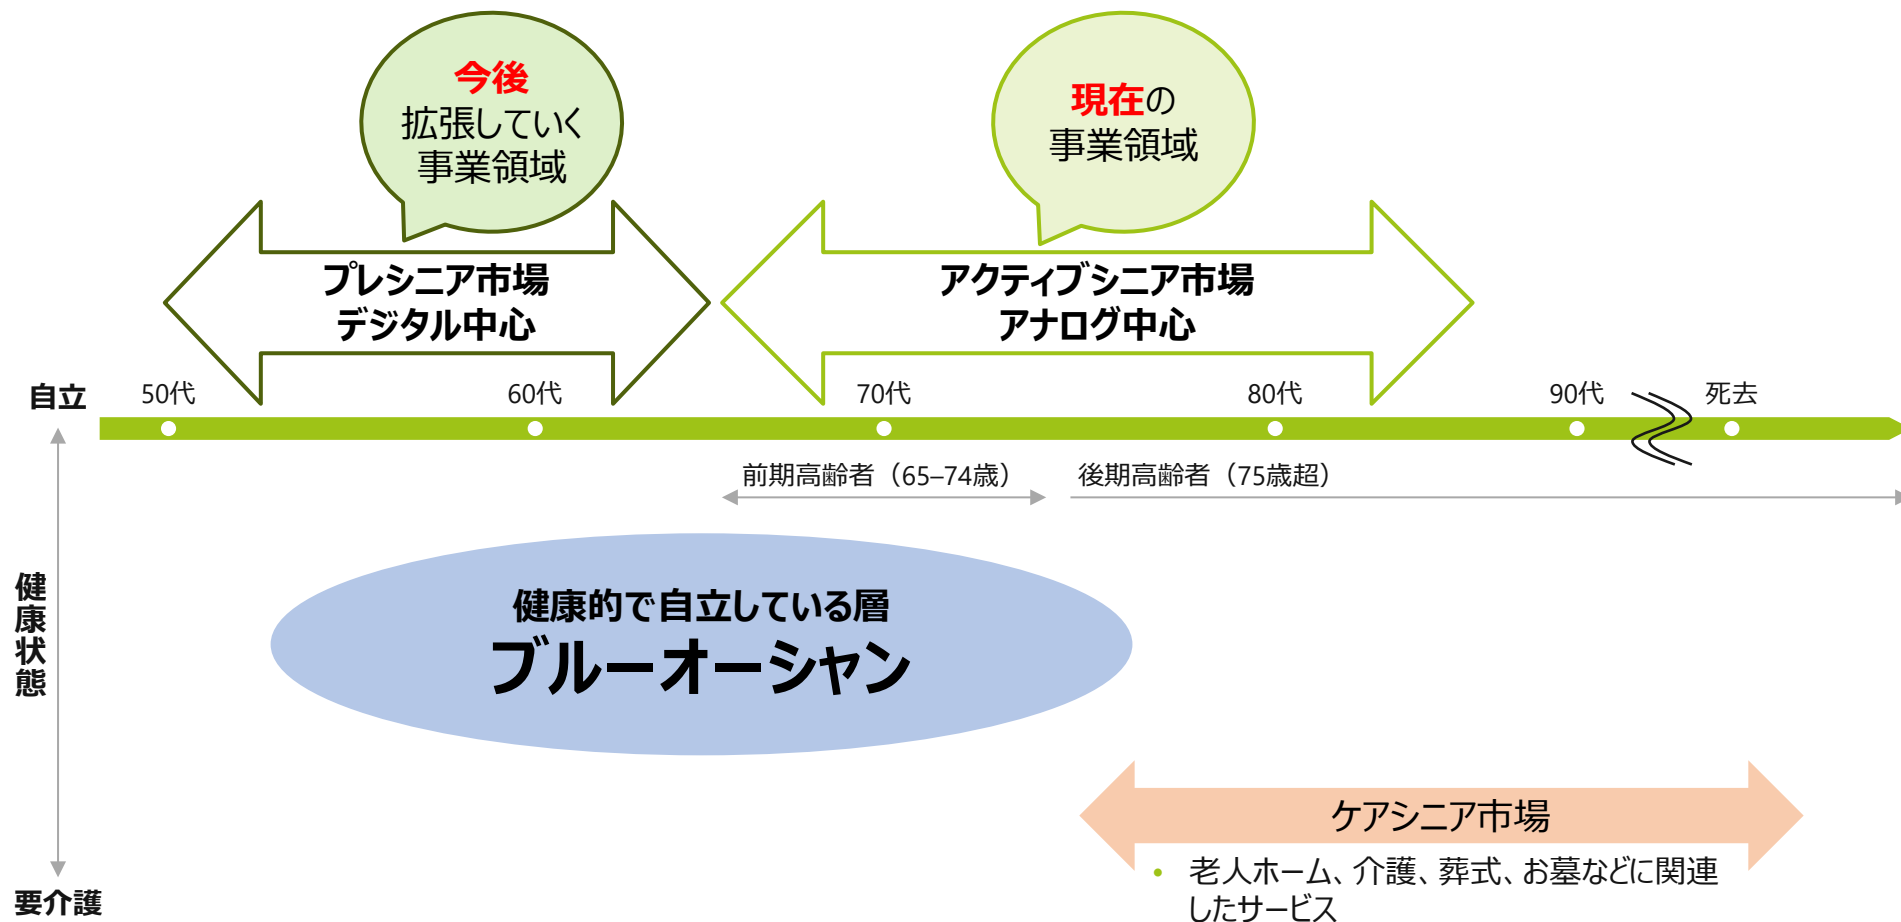 今後
拡張していく
事業領域
現在の
事業領域
プレシニア市場
デジタル中心
アクティブシニア市場
アナログ中心
自立
50代
60代
70代
80代
90代
死去
前期高齢者（65–74歳）
後期高齢者（75歳超）
健康状態
健康的で自立している層
ブルーオーシャン
ケアシニア市場
• 老人ホーム、介護、葬式、お墓などに関連
したサービス
要介護